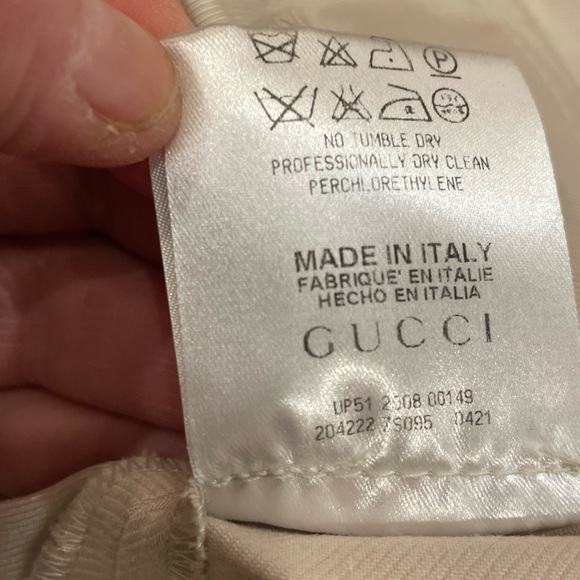 P
NO TUMBLE DRY
PROFESSIONALLY DRY CLEAN
PERCHLORETHYLENE
MADE IN ITALY
FABRIQUE' EN ITALIE
HECHO EN ITALIA
GUCCI
UP51 2508 00149
204222 ZS095 0421